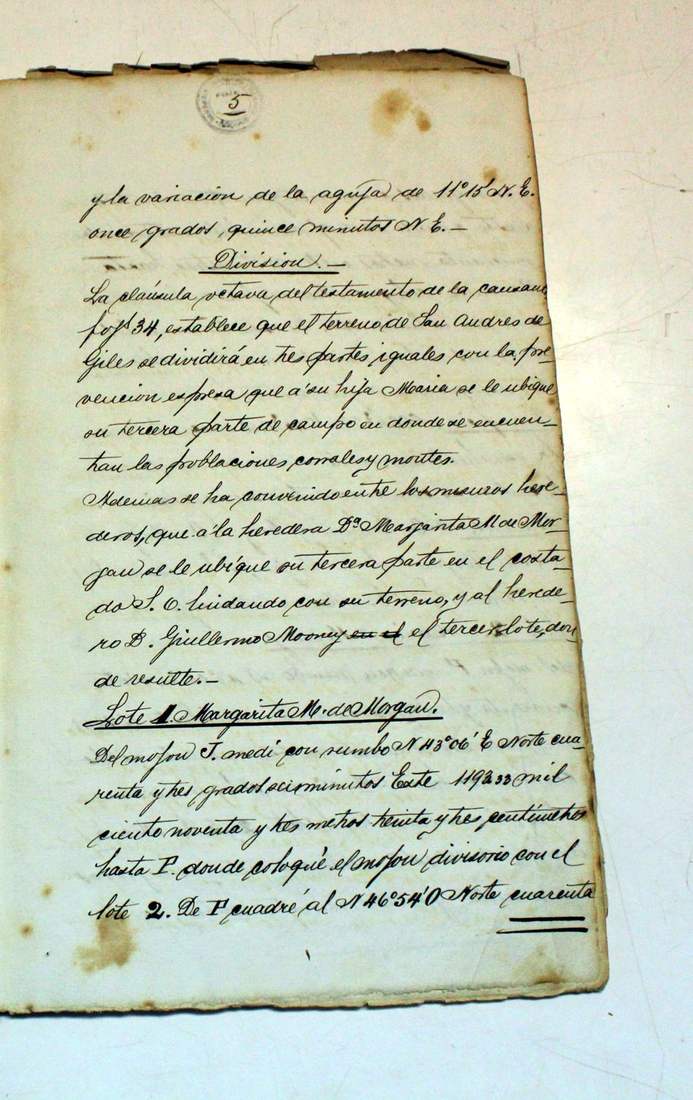 5
y la variacion de la aguja de 11º 15' N. E.
once grados, quince minutos N. E. —
Division. —
La claúsula octava del testamento de la causante,
foja 34, establece que el terreno de San Andres de
Giles se dividirá en tres partes iguales con la pre-
vencion espresa que a su hija Maria se le ubique
su tercera parte de campo en donde se encuen-
tran las poblaciones corrales y montes.
Ademas se ha convenido entre los mismos here-
deros, que á la heredera Dª Margarita M. de Mor-
gan se le ubique su tercera parte en el costa-
do S. O. lindando con su terreno, y al herede-
ro D. Guillermo Mooney en el el tercer lote, don-
de resulte. —
Lote 1. Margarita M. de Morgan.
Del mojon J. medí con rumbo N 43º 06' E Norte cua-
renta y tres grados seis minutos Este 1193.33 mil
ciento noventa y tres metros treinta y tres centímetros
hasta P. donde coloqué el mojon divisorio con el
lote 2. De P cuadré al N 46º 54' O Norte cuarenta